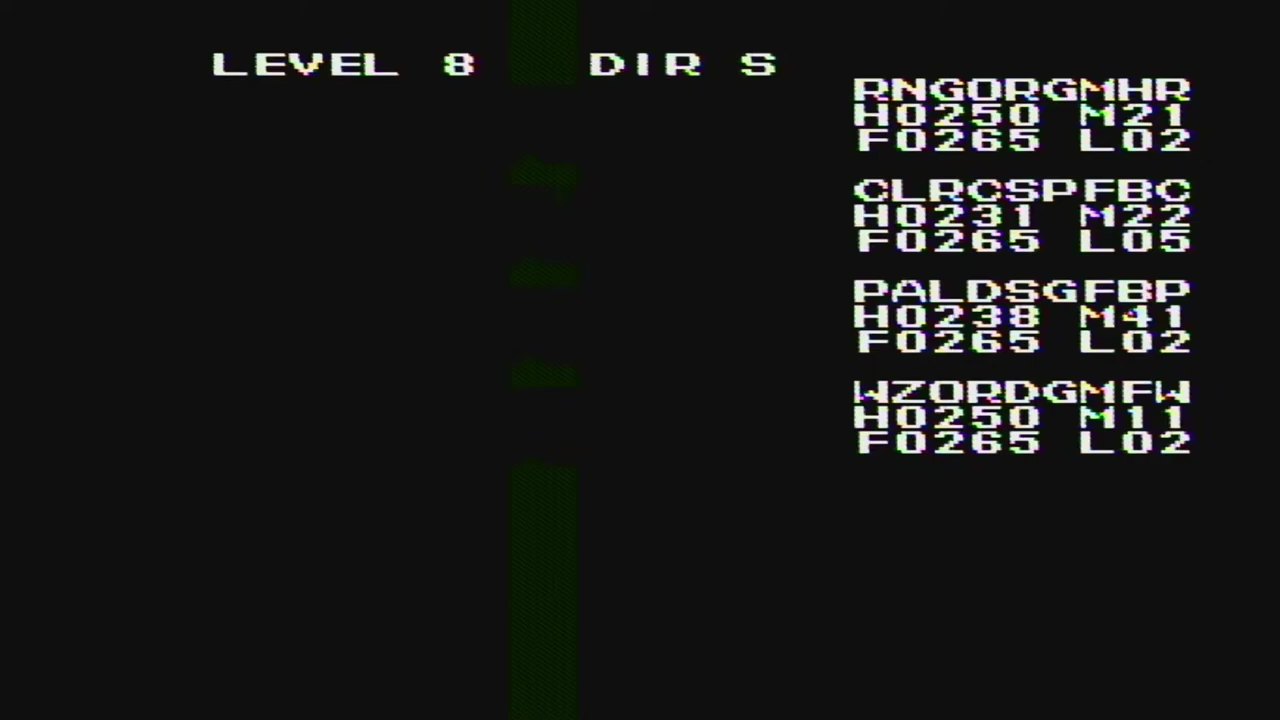 LEVEL 8 DIR S
RNGORGMHR
H0250 M21
F0265 L02
CLRCSPFBC
H0231 M22
F0265 L05
PALDSGFBP
H0238 M41
F0265 L02
WZORDGMFW
H0250 M11
F0265 L02